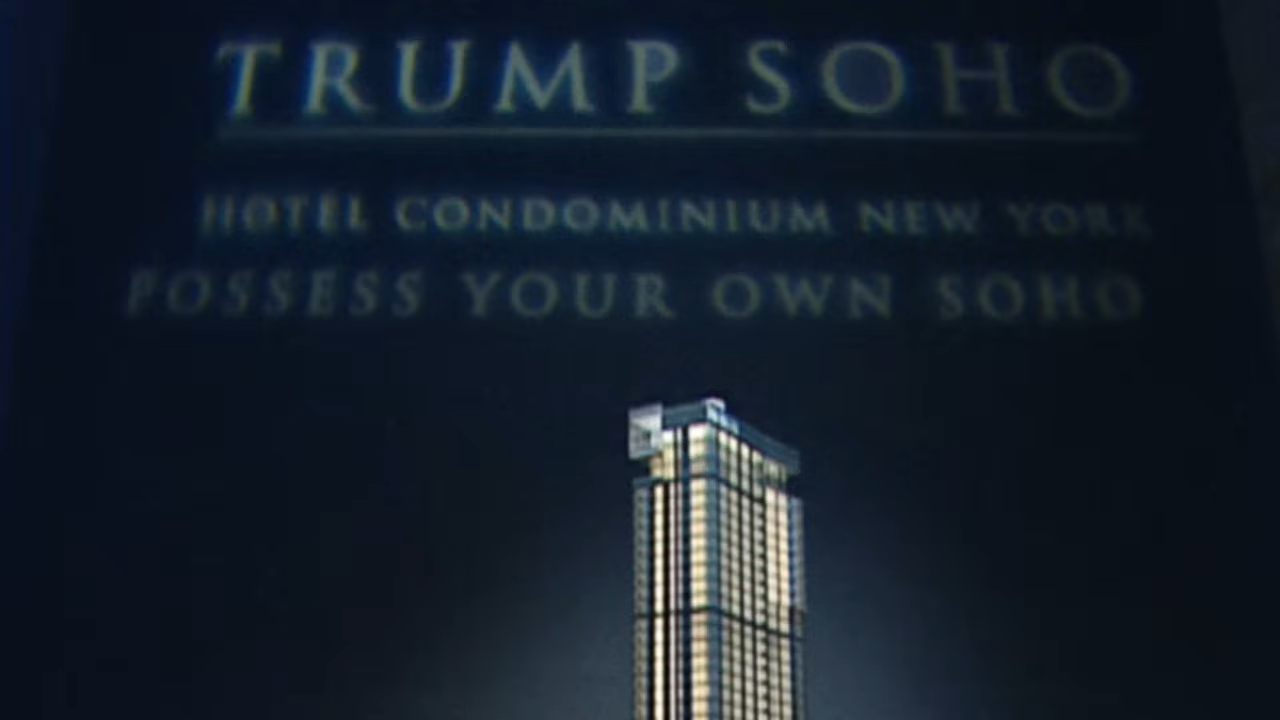 TRUMP SOHO
HOTEL CONDOMINIUM NEW YORK
POSSESS YOUR OWN SOHO